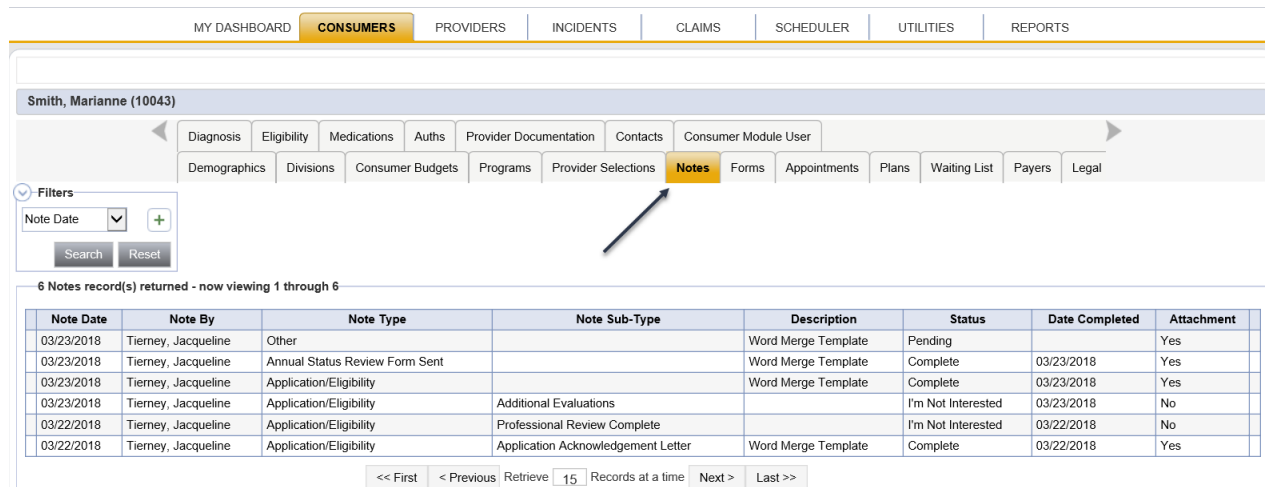 MY DASHBOARD CONSUMERS PROVIDERS INCIDENTS CLAIMS SCHEDULER UTILITIES REPORTS
Smith, Marianne (10043)
Diagnosis Eligibility Medications Auths Provider Documentation Contacts Consumer Module User
Demographics Divisions Consumer Budgets Programs Provider Selections Notes Forms Appointments Plans Waiting List Payers Legal
Filters
Note Date +
Search Reset
6 Notes record(s) returned - now viewing 1 through 6
Note Date Note By Note Type Note Sub-Type Description Status Date Completed Attachment
03/23/2018 Tierney, Jacqueline Other Word Merge Template Pending Yes
03/23/2018 Tierney, Jacqueline Annual Status Review Form Sent Word Merge Template Complete 03/23/2018 Yes
03/23/2018 Tierney, Jacqueline Application/Eligibility Word Merge Template Complete 03/23/2018 Yes
03/23/2018 Tierney, Jacqueline Application/Eligibility Additional Evaluations I'm Not Interested 03/23/2018 No
03/22/2018 Tierney, Jacqueline Application/Eligibility Professional Review Complete I'm Not Interested 03/22/2018 No
03/22/2018 Tierney, Jacqueline Application/Eligibility Application Acknowledgement Letter Word Merge Template Complete 03/22/2018 Yes
<< First < Previous Retrieve 15 Records at a time Next > Last >>